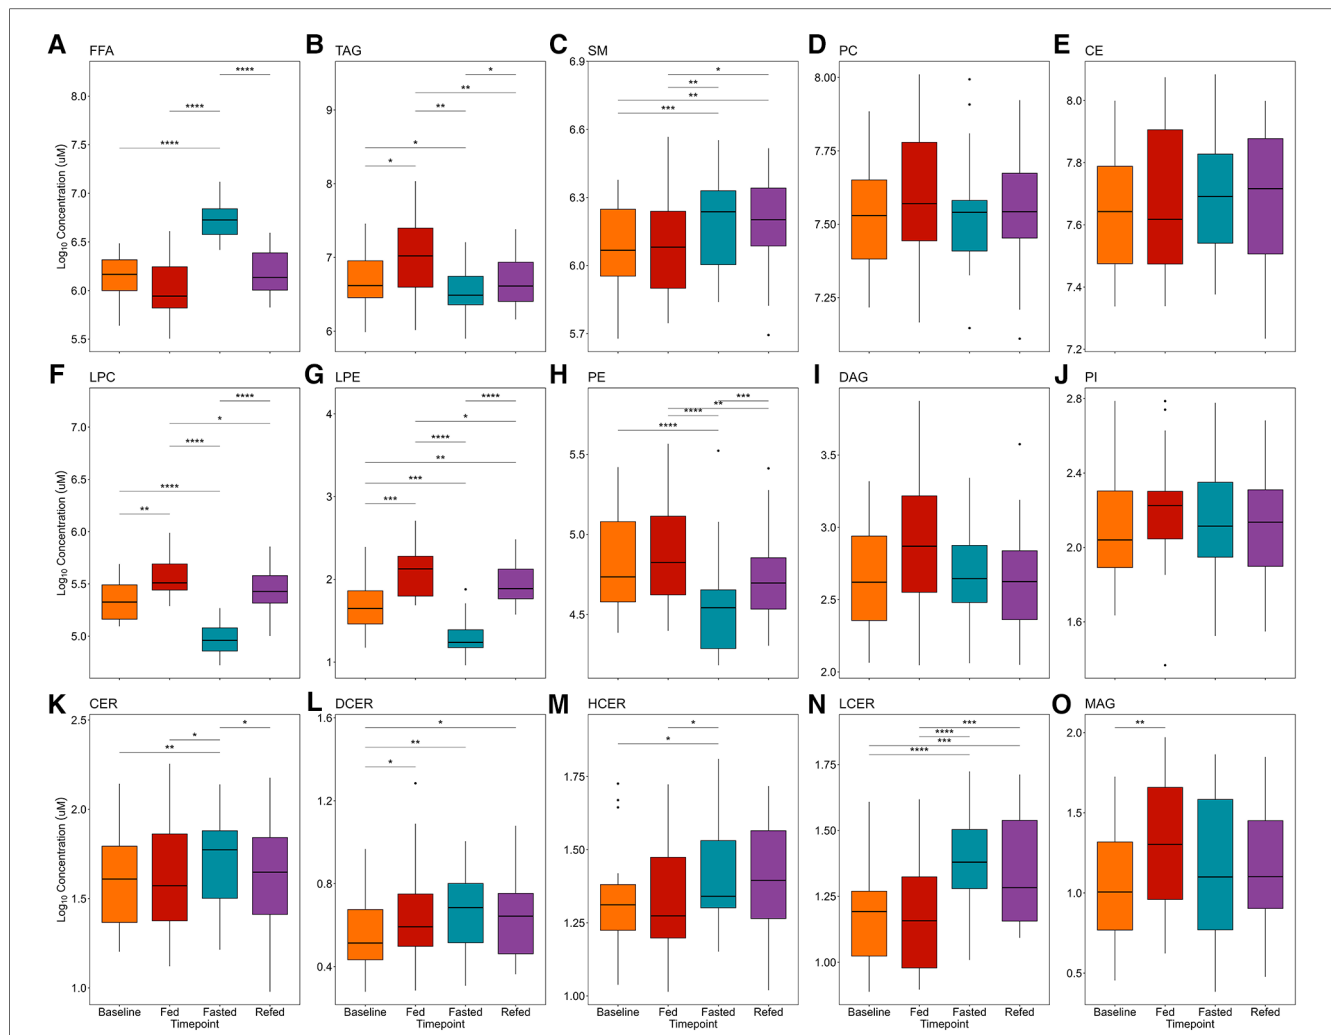 A FFA B TAG C SM D PC E CE
Log10 Concentration (uM)
8.0
7.5
7.0
6.5
6.0
5.5
**** **** ****
9
8
7
6
* * ** ** *
6.9
6.6
6.3
6.0
5.7
*** ** ** *
8.00
7.75
7.50
7.25
8.0
7.8
7.6
7.4
7.2
F LPC G LPE H PE I DAG J PI
Log10 Concentration (uM)
7.0
6.5
6.0
5.5
5.0
** **** **** * ****
4
3
2
1
*** *** ** **** * ****
5.5
5.0
4.5
**** **** ** ***
3.5
3.0
2.5
2.0
2.8
2.4
2.0
1.6
K CER L DCER M HCER N LCER O MAG
Log10 Concentration (uM)
2.5
2.0
1.5
1.0
** * *
1.6
1.2
0.8
0.4
* ** *
1.75
1.50
1.25
1.00
* *
1.75
1.50
1.25
1.00
**** *** **** ***
2.0
1.5
1.0
0.5
**
Baseline Fed Fasted Refed
Timepoint
Baseline Fed Fasted Refed
Timepoint
Baseline Fed Fasted Refed
Timepoint
Baseline Fed Fasted Refed
Timepoint
Baseline Fed Fasted Refed
Timepoint